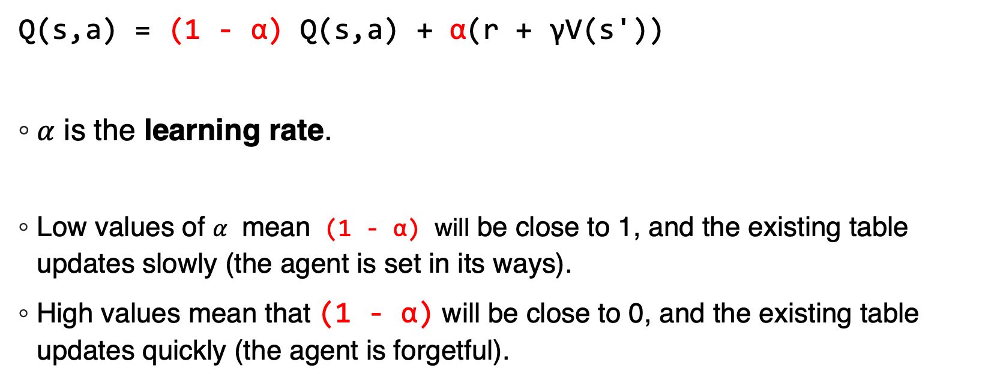 Q(s,a) = (1 - α) Q(s,a) + α(r + γV(s'))
◦ α is the learning rate.
◦ Low values of α mean (1 - α) will be close to 1, and the existing table
updates slowly (the agent is set in its ways).
◦ High values mean that (1 - α) will be close to 0, and the existing table
updates quickly (the agent is forgetful).